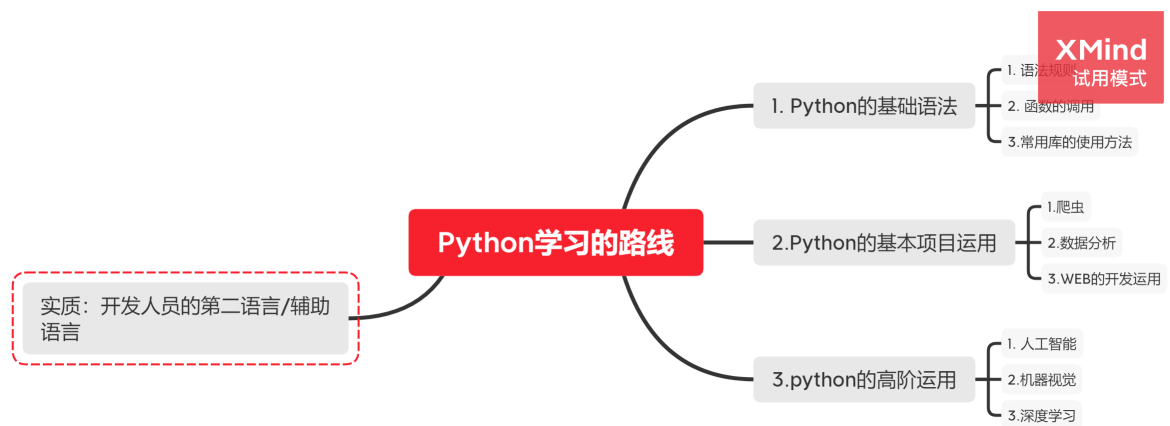 XMind
试用模式
Python学习的路线
1. Python的基础语法
1. 语法规则
2. 函数的调用
3.常用库的使用方法
2.Python的基本项目运用
1.爬虫
2.数据分析
3.WEB的开发运用
3.python的高阶运用
1. 人工智能
2.机器视觉
3.深度学习
实质：开发人员的第二语言/辅助
语言